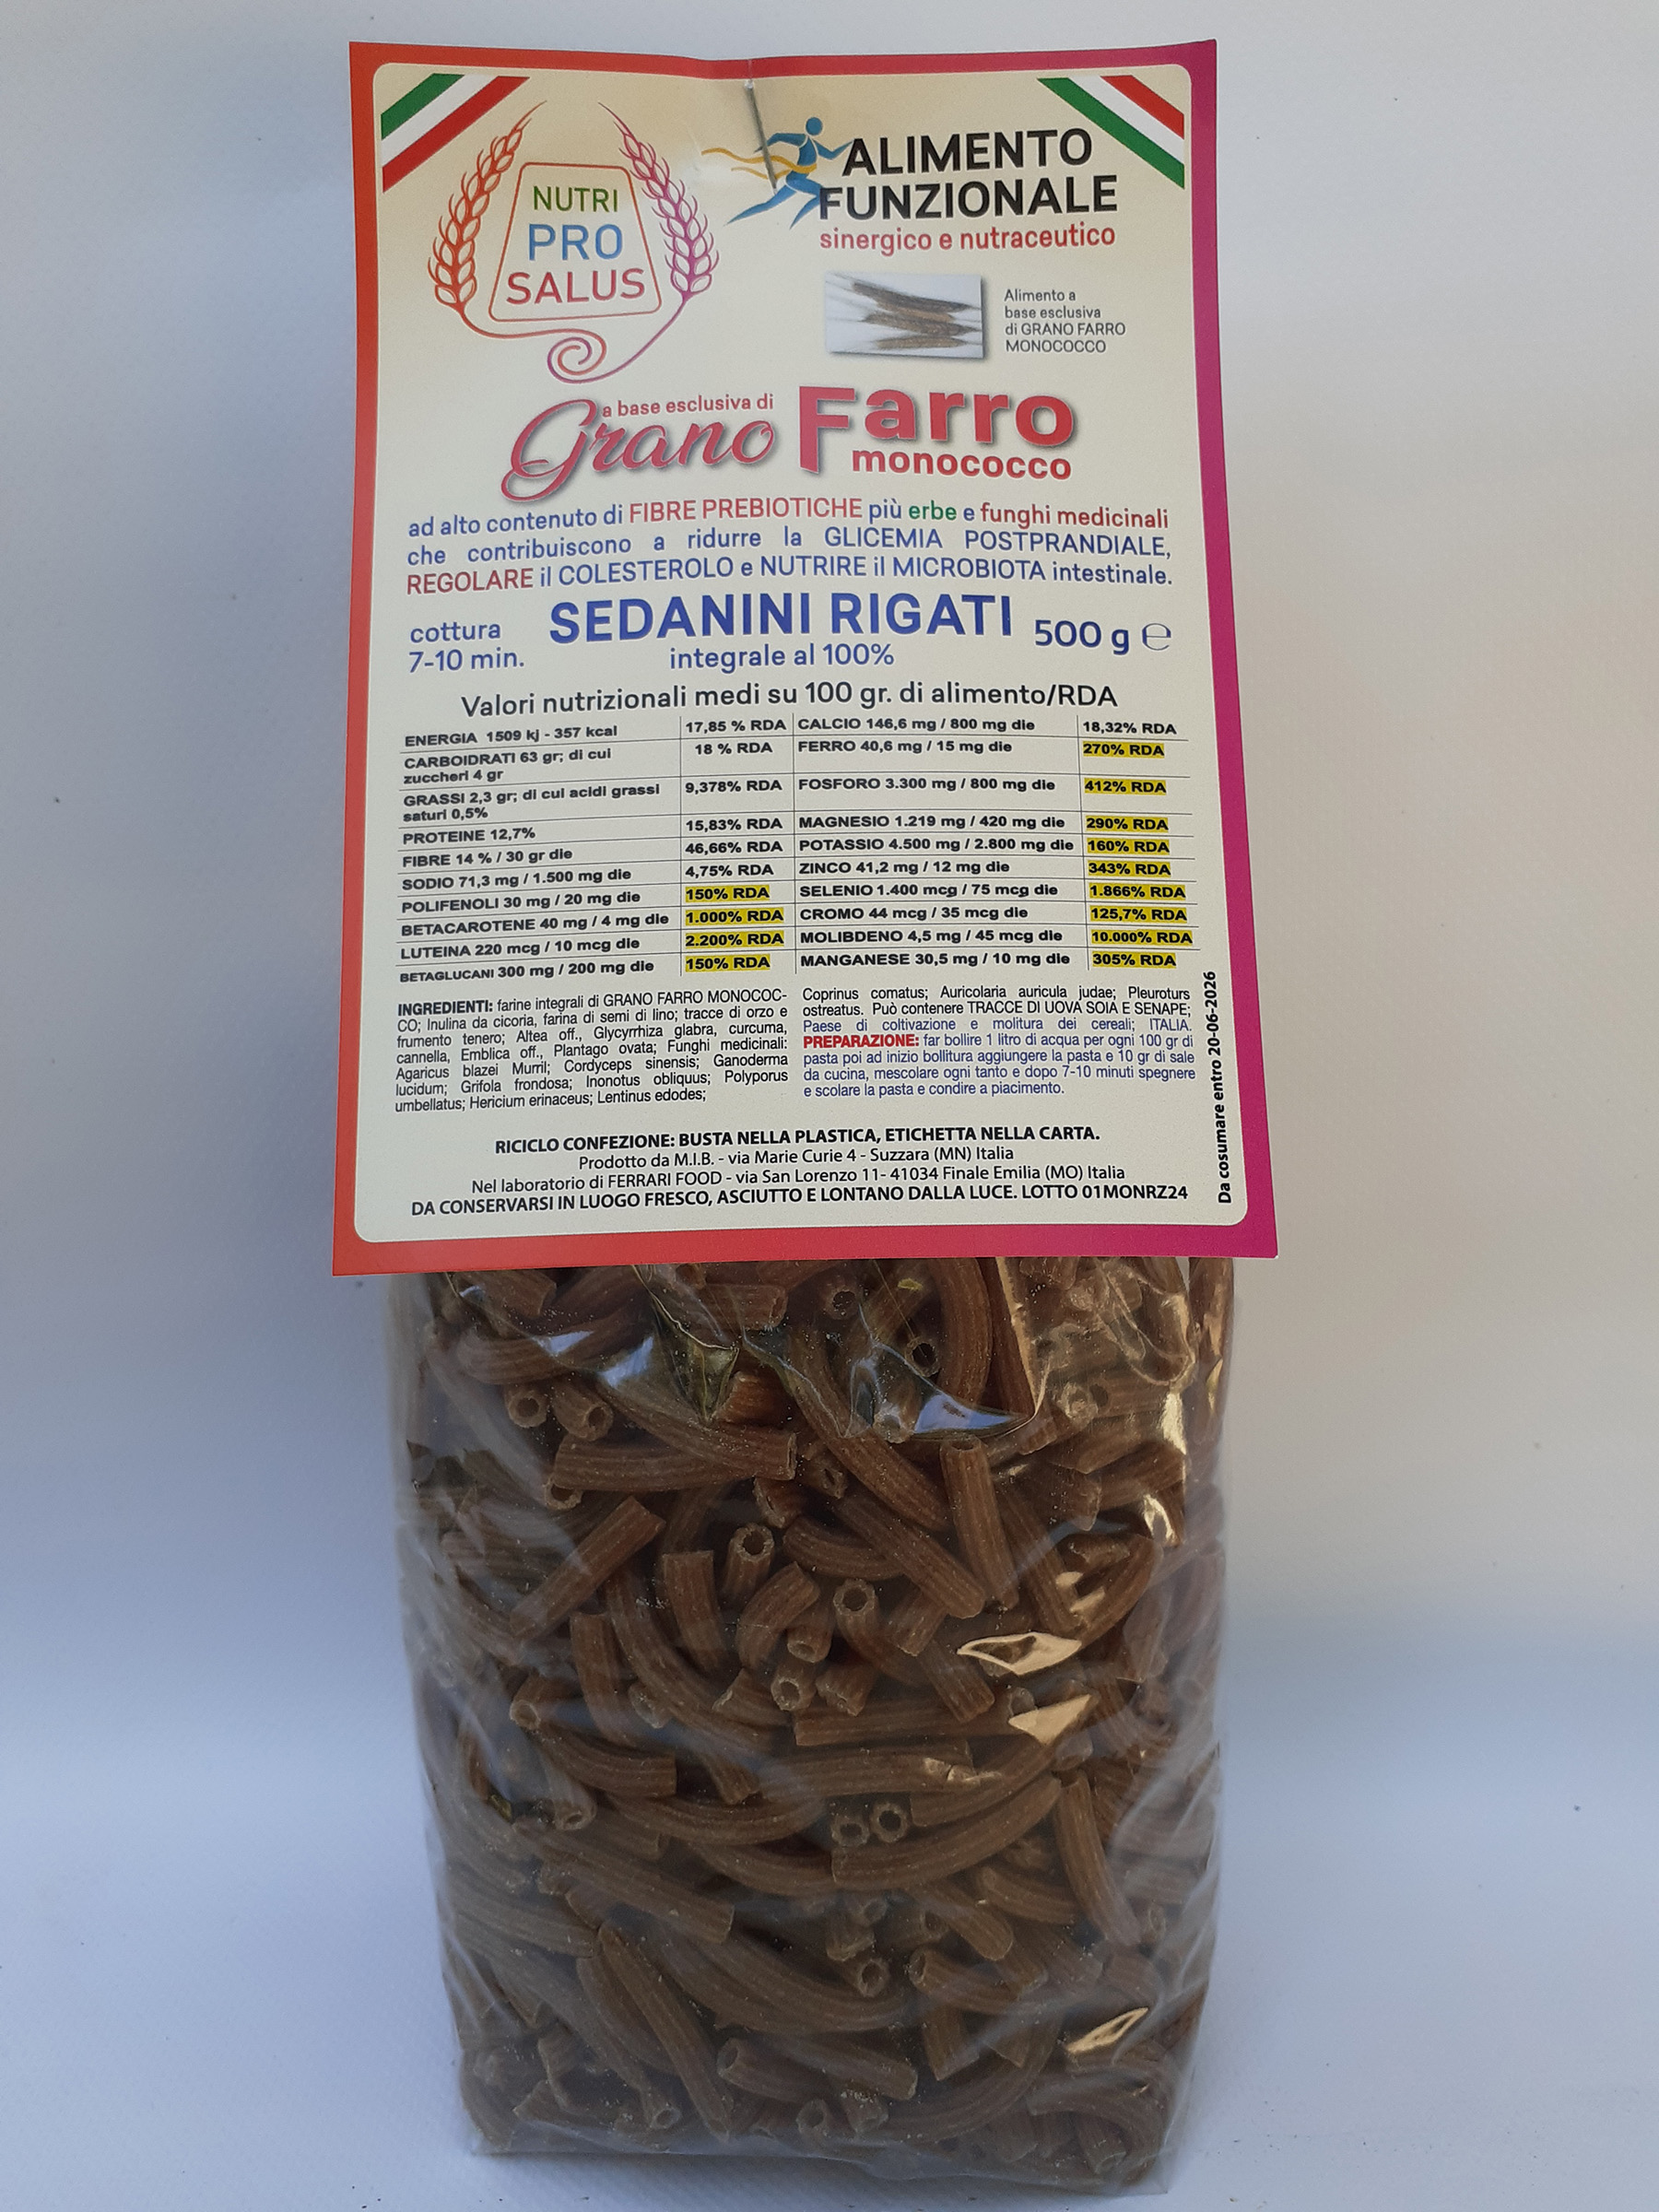 NUTRI
PRO
SALUS
ALIMENTO
FUNZIONALE
sinergico e nutraceutico
Alimento a
base esclusiva
di GRANO FARRO
MONOCOCCO
a base esclusiva di
Grano Farro
monococco
ad alto contenuto di FIBRE PREBIOTICHE più erbe e funghi medicinali
che contribuiscono a ridurre la GLICEMIA POSTPRANDIALE,
REGOLARE il COLESTEROLO e NUTRIRE il MICROBIOTA intestinale.
cottura
7-10 min.
SEDANINI RIGATI
integrale al 100%
500 g ℮
Valori nutrizionali medi su 100 gr. di alimento/RDA
ENERGIA 1509 kj - 357 kcal 17,85 % RDA
CARBOIDRATI 63 gr; di cui 18 % RDA
zuccheri 4 gr
GRASSI 2,3 gr; di cui acidi grassi 9,378% RDA
saturi 0,5%
PROTEINE 12,7% 15,83% RDA
FIBRE 14 % / 30 gr die 46,66% RDA
SODIO 71,3 mg / 1.500 mg die 4,75% RDA
POLIFENOLI 30 mg / 20 mg die 150% RDA
BETACAROTENE 40 mg / 4 mg die 1.000% RDA
LUTEINA 220 mcg / 10 mcg die 2.200% RDA
BETAGLUCANI 300 mg / 200 mg die 150% RDA
CALCIO 146,6 mg / 800 mg die 18,32% RDA
FERRO 40,6 mg / 15 mg die 270% RDA
FOSFORO 3.300 mg / 800 mg die 412% RDA
MAGNESIO 1.219 mg / 420 mg die 290% RDA
POTASSIO 4.500 mg / 2.800 mg die 160% RDA
ZINCO 41,2 mg / 12 mg die 343% RDA
SELENIO 1.400 mcg / 75 mcg die 1.866% RDA
CROMO 44 mcg / 35 mcg die 125,7% RDA
MOLIBDENO 4,5 mg / 45 mcg die 10.000% RDA
MANGANESE 30,5 mg / 10 mg die 305% RDA
INGREDIENTI: farine integrali di GRANO FARRO MONOCOC-
CO; Inulina da cicoria, farina di semi di lino; tracce di orzo e
frumento tenero; Altea off., Glycyrrhiza glabra, curcuma,
cannella, Emblica off., Plantago ovata; Funghi medicinali:
Agaricus blazei Murril; Cordyceps sinensis; Ganoderma
lucidum; Grifola frondosa; Inonotus obliquus; Polyporus
umbellatus; Hericium erinaceus; Lentinus edodes;
Coprinus comatus; Auricolaria auricula judae; Pleuroturs
ostreatus. Può contenere TRACCE DI UOVA SOIA E SENAPE;
Paese di coltivazione e molitura dei cereali; ITALIA.
PREPARAZIONE: far bollire 1 litro di acqua per ogni 100 gr di
pasta poi ad inizio bollitura aggiungere la pasta e 10 gr di sale
da cucina, mescolare ogni tanto e dopo 7-10 minuti spegnere
e scolare la pasta e condire a piacimento.
RICICLO CONFEZIONE: BUSTA NELLA PLASTICA, ETICHETTA NELLA CARTA.
Prodotto da M.I.B. - via Marie Curie 4 - Suzzara (MN) Italia
Nel laboratorio di FERRARI FOOD - via San Lorenzo 11- 41034 Finale Emilia (MO) Italia
DA CONSERVARSI IN LUOGO FRESCO, ASCIUTTO E LONTANO DALLA LUCE. LOTTO 01MONRZ24
Da cosumare entro 20-06-2026